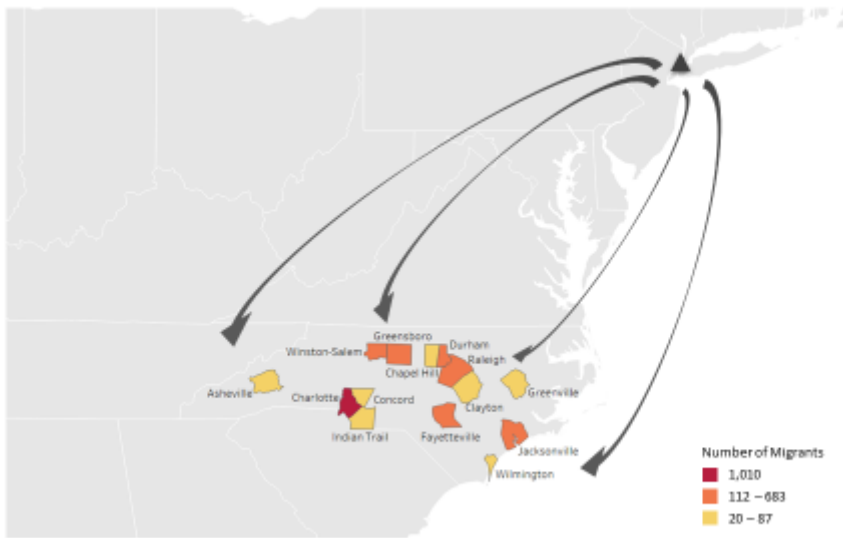 Greensboro
Durham
Winston-Salem
Raleigh
Chapel Hill
Asheville
Greenville
Charlotte
Concord
Clayton
Indian Trail
Fayetteville
Jacksonville
Wilmington
Number of Migrants
1,010
112 – 683
20 – 87